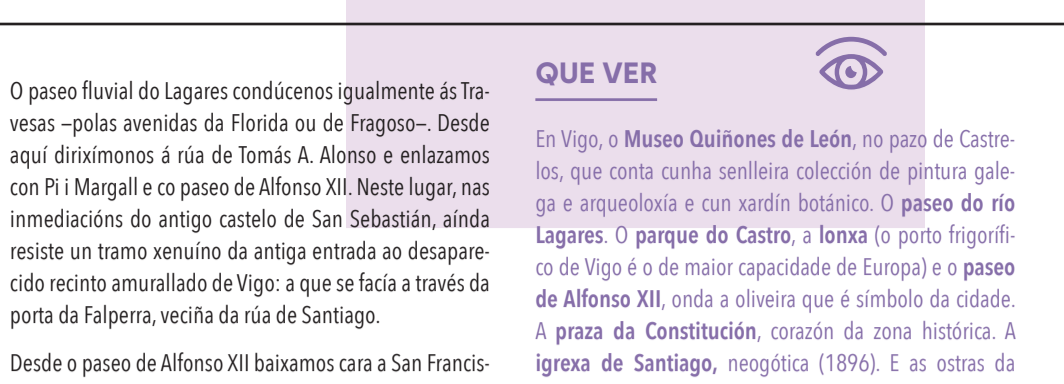 O paseo fluvial do Lagares condúcenos igualmente ás Tra-
vesas –polas avenidas da Florida ou de Fragoso–. Desde
aquí dirixímonos á rúa de Tomás A. Alonso e enlazamos
con Pi i Margall e co paseo de Alfonso XII. Neste lugar, nas
inmediacións do antigo castelo de San Sebastián, aínda
resiste un tramo xenuíno da antiga entrada ao desapare-
cido recinto amurallado de Vigo: a que se facía a través da
porta da Falperra, veciña da rúa de Santiago.
Desde o paseo de Alfonso XII baixamos cara a San Francis-
QUE VER
En Vigo, o Museo Quiñones de León, no pazo de Castre-
los, que conta cunha senlleira colección de pintura gale-
ga e arqueoloxía e cun xardín botánico. O paseo do río
Lagares. O parque do Castro, a lonxa (o porto frigorífi-
co de Vigo é o de maior capacidade de Europa) e o paseo
de Alfonso XII, onda a oliveira que é símbolo da cidade.
A praza da Constitución, corazón da zona histórica. A
igrexa de Santiago, neogótica (1896). E as ostras da